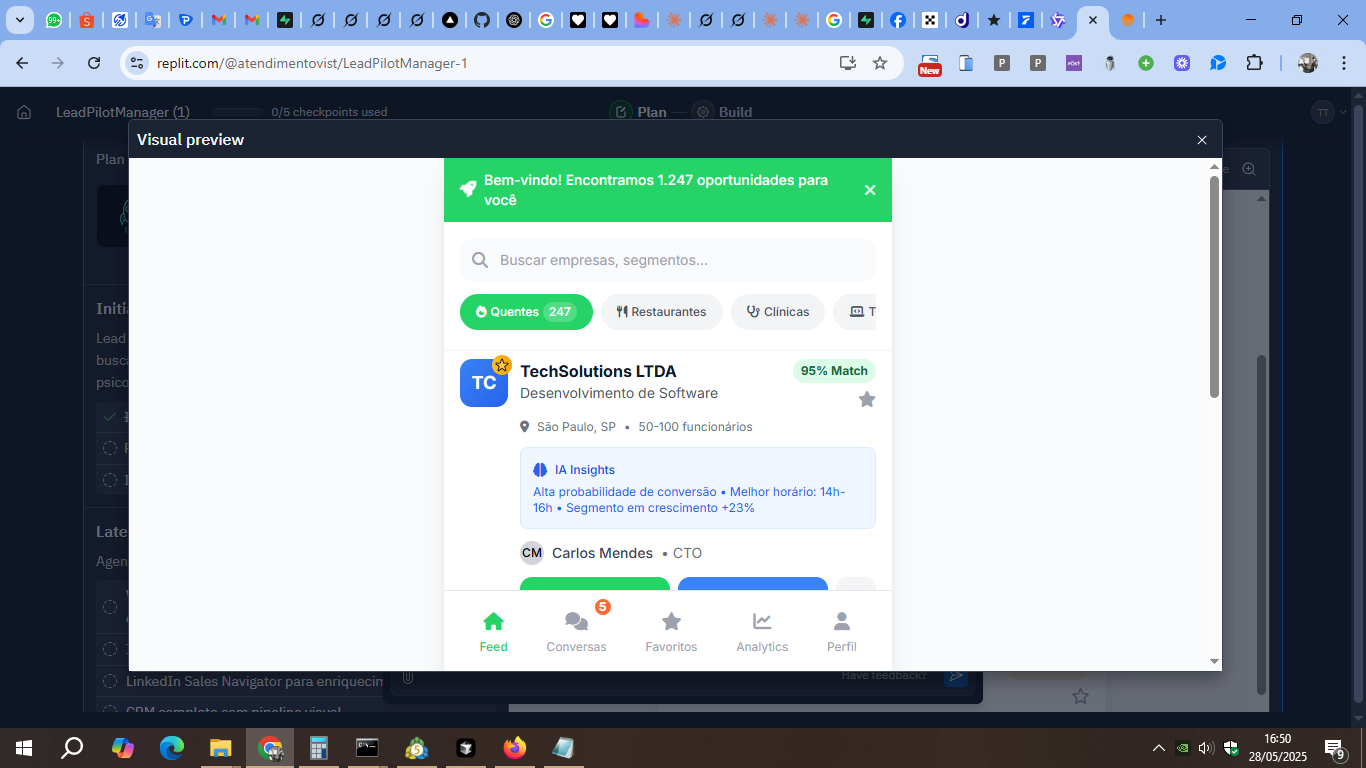 99+
replit.com/@atendimentovist/LeadPilotManager-1
New
LeadPilotManager (1)
0/5 checkpoints used
Plan
Build
TT
Visual preview
Plan
Bem-vindo! Encontramos 1.247 oportunidades para
você
Buscar empresas, segmentos...
Quentes 247
Restaurantes
Clínicas
T
TC
TechSolutions LTDA
95% Match
Desenvolvimento de Software
São Paulo, SP • 50-100 funcionários
IA Insights
Alta probabilidade de conversão • Melhor horário: 14h-
16h • Segmento em crescimento +23%
CM Carlos Mendes • CTO
5
Feed
Conversas
Favoritos
Analytics
Perfil
Initia
Lead
busca
psico
Late
Agen
LinkedIn Sales Navigator para enriquecim
CRM completo com pipeline visual
Have feedback?
16:50
28/05/2025
9